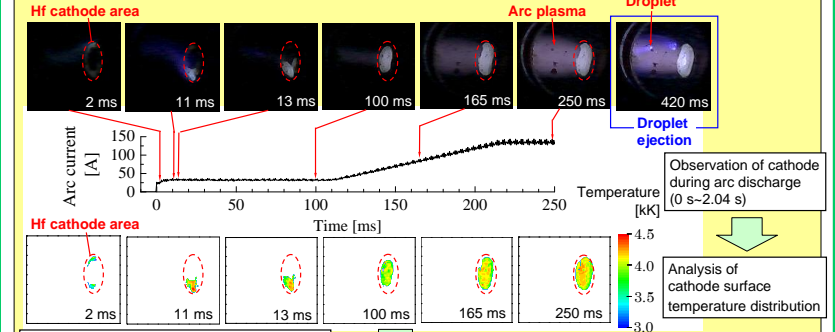 Hf cathode area
Arc plasma
Droplet
2 ms
11 ms
13 ms
100 ms
165 ms
250 ms
420 ms
Droplet
ejection
Arc current
[A]
150
100
50
0
0
50
100
150
200
250
Time [ms]
Observation of cathode
during arc discharge
(0 s~2.04 s)
Temperature
[kK]
Hf cathode area
2 ms
11 ms
13 ms
100 ms
165 ms
250 ms
4.5
4.0
3.5
3.0
Analysis of
cathode surface
temperature distribution